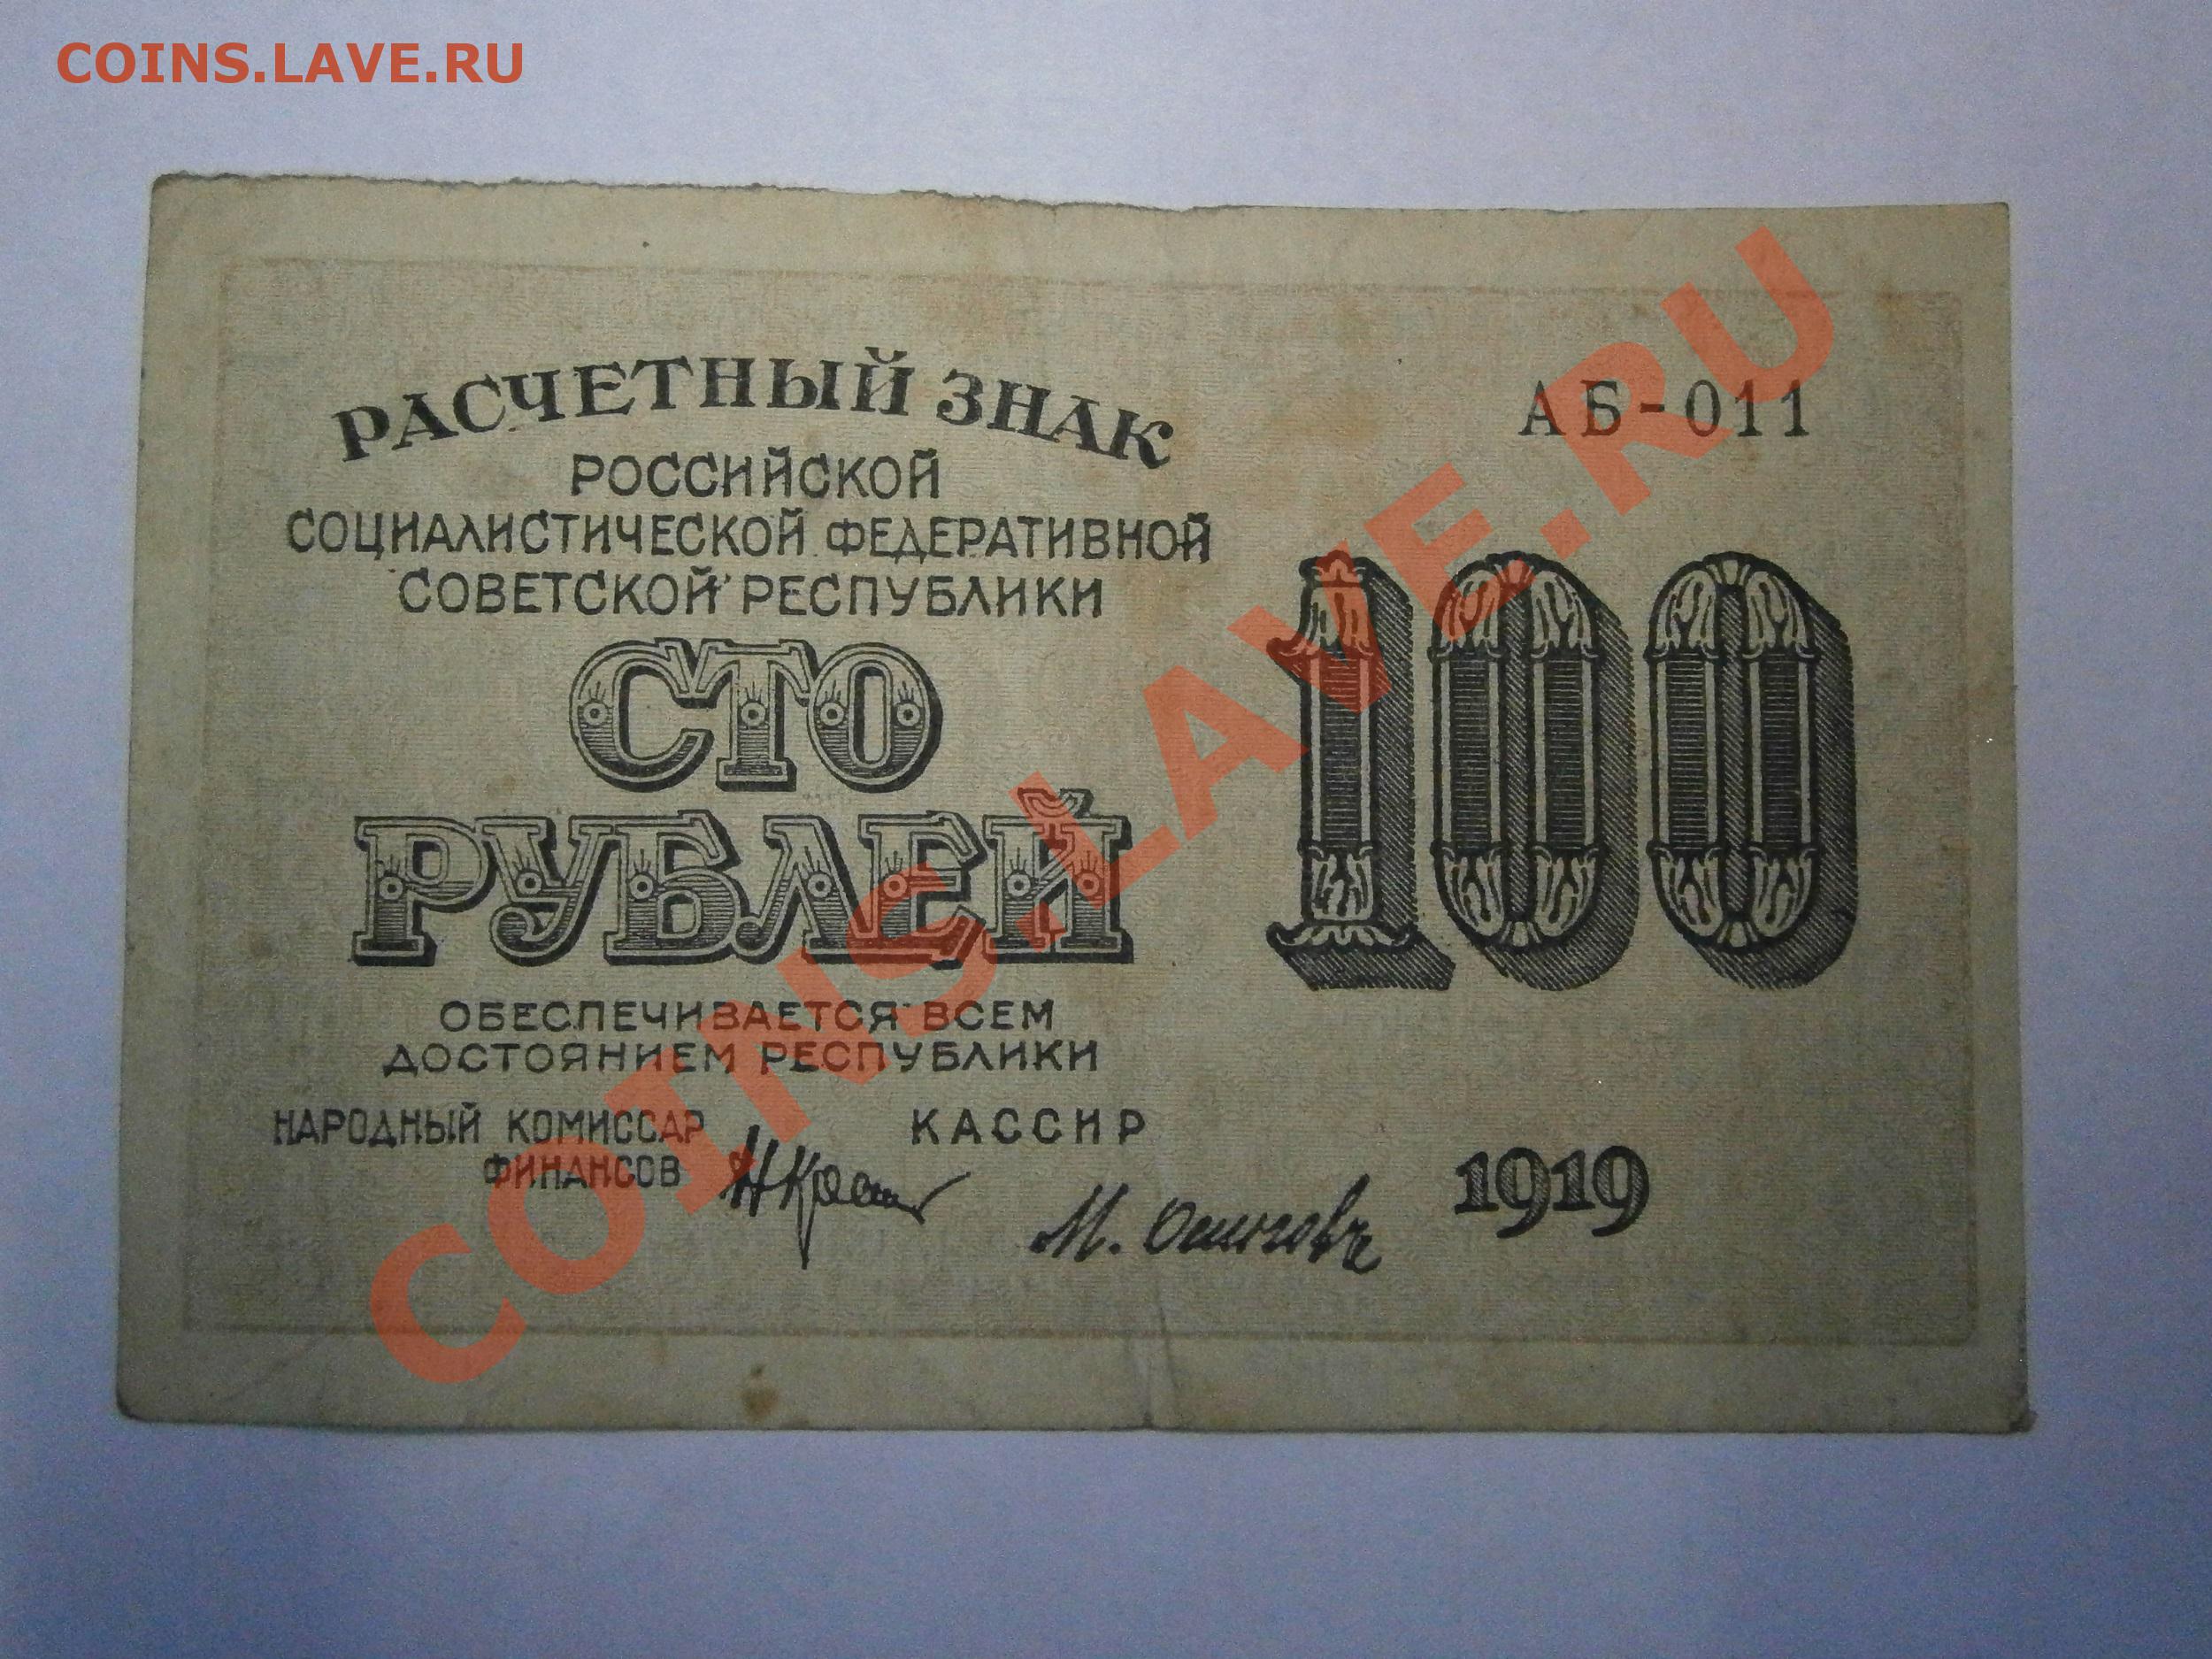 COINS.LAVE.RU
РАСЧЕТНЫЙ ЗНАК
РОССИЙСКОЙ
СОЦИАЛИСТИЧЕСКОЙ ФЕДЕРАТИВНОЙ
СОВЕТСКОЙ РЕСПУБЛИКИ
СТО
РУБЛЕЙ
ОБЕСПЕЧИВАЕТСЯ ВСЕМ
ДОСТОЯНИЕМ РЕСПУБЛИКИ
НАРОДНЫЙ КОМИССАР
ФИНАНСОВ
КАССИР
М. Осиповъ
АБ-011
100
1919
COINS.LAVE.RU